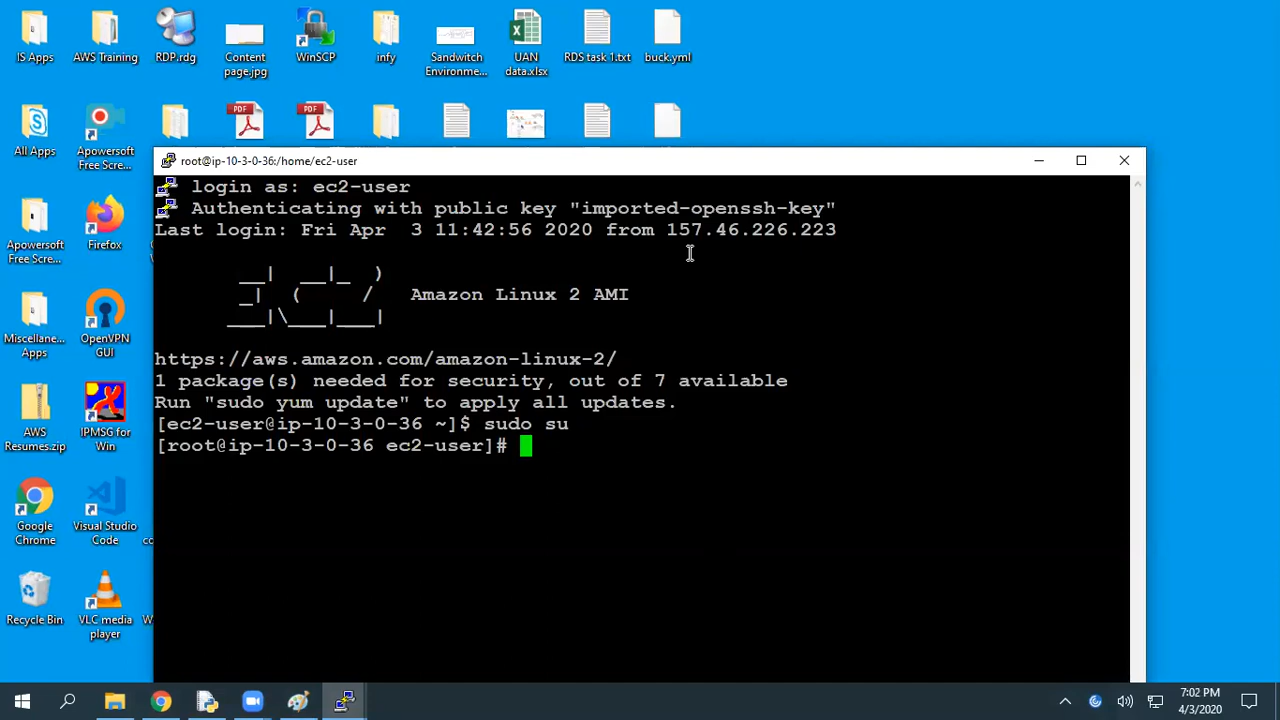 IS Apps
AWS Training
RDP.rdg
Content page.jpg
WinSCP
infy
Sandwitch Environme...
UAN data.xlsx
RDS task 1.txt
buck.yml
All Apps
Apowersoft Free Scre...
PDF
PDF
root@ip-10-3-0-36:/home/ec2-user
login as: ec2-user
Authenticating with public key "imported-openssh-key"
Last login: Fri Apr  3 11:42:56 2020 from 157.46.226.223
       __|  __|_  )
       _|  (     /   Amazon Linux 2 AMI
      ___|\___|___|
https://aws.amazon.com/amazon-linux-2/
1 package(s) needed for security, out of 7 available
Run "sudo yum update" to apply all updates.
[ec2-user@ip-10-3-0-36 ~]$ sudo su
[root@ip-10-3-0-36 ec2-user]#
Apowersoft Free Scre...
Firefox
Miscellane... Apps
OpenVPN GUI
AWS Resumes.zip
IPMSG for Win
Google Chrome
Visual Studio Code
Recycle Bin
VLC media player
7:02 PM
4/3/2020